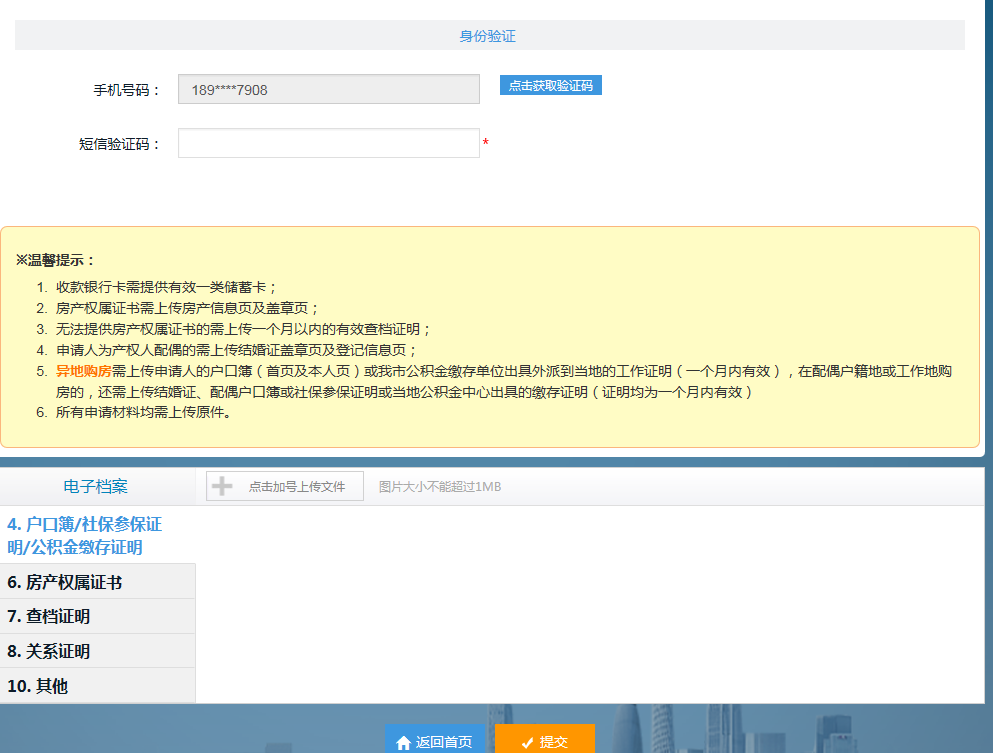 身份验证
手机号码：
189****7908
点击获取验证码
短信验证码：
*
※温馨提示：
1. 收款银行卡需提供有效一类储蓄卡；
2. 房产权属证书需上传房产信息页及盖章页；
3. 无法提供房产权属证书的需上传一个月以内的有效查档证明；
4. 申请人为产权人配偶的需上传结婚证盖章页及登记信息页；
5. 异地购房需上传申请人的户口簿（首页及本人页）或我市公积金缴存单位出具外派到当地的工作证明（一个月内有效），在配偶户籍地或工作地购
房的，还需上传结婚证、配偶户口簿或社保参保证明或当地公积金中心出具的缴存证明（证明均为一个月内有效）
6. 所有申请材料均需上传原件。
电子档案
点击加号上传文件
图片大小不能超过1MB
4. 户口簿/社保参保证
明/公积金缴存证明
6. 房产权属证书
7. 查档证明
8. 关系证明
10. 其他
返回首页
提交